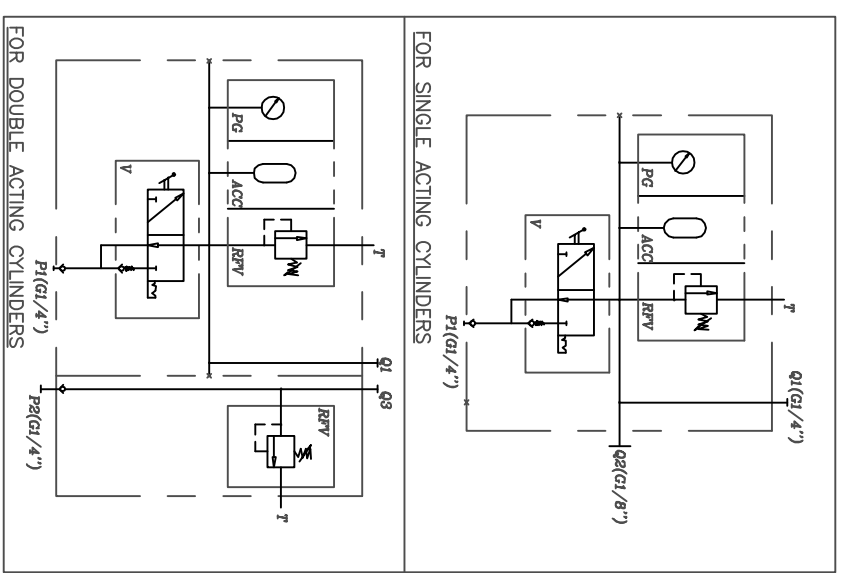 FOR SINGLE ACTING CYLINDERS
PG
ACC
RFV
V
T
P1(G1/4")
Q1(G1/4")
Q2(G1/8")
FOR DOUBLE ACTING CYLINDERS
PG
ACC
RFV
V
T
P1(G1/4")
Q1
Q3
RFV
P2(G1/4")
T